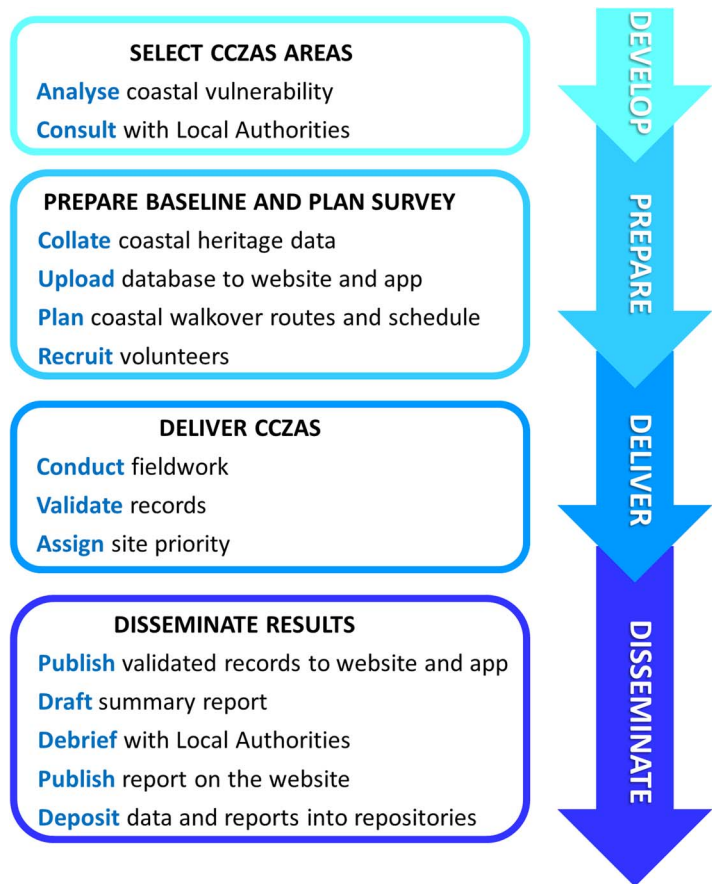 SELECT CCZAS AREAS
Analyse coastal vulnerability
Consult with Local Authorities
DEVELOP
PREPARE BASELINE AND PLAN SURVEY
Collate coastal heritage data
Upload database to website and app
Plan coastal walkover routes and schedule
Recruit volunteers
PREPARE
DELIVER CCZAS
Conduct fieldwork
Validate records
Assign site priority
DELIVER
DISSEMINATE RESULTS
Publish validated records to website and app
Draft summary report
Debrief with Local Authorities
Publish report on the website
Deposit data and reports into repositories
DISSEMINATE